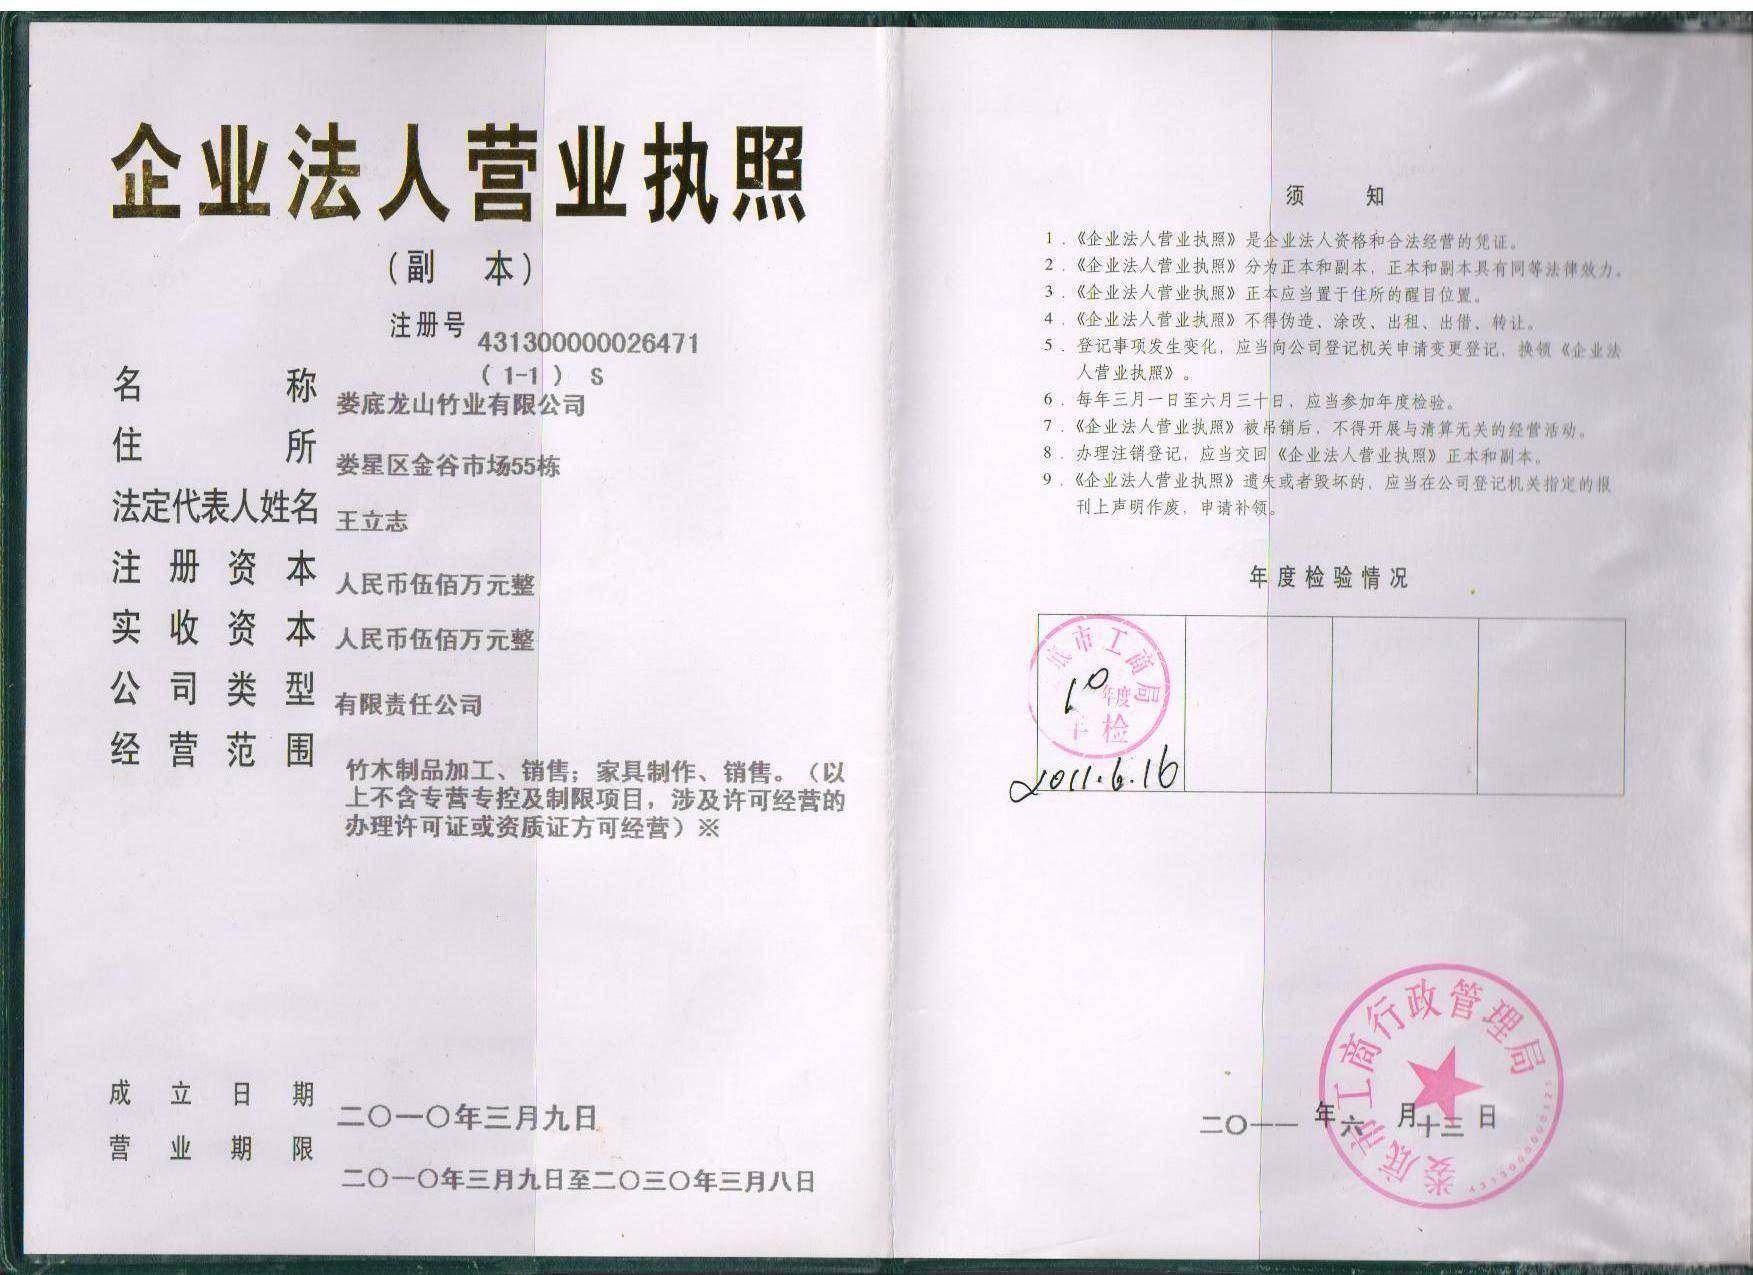 企业法人营业执照
（副 本）
注册号 431300000026471
（1-1） S
名 称 娄底龙山竹业有限公司
住 所 娄星区金谷市场55栋
法定代表人姓名 王立志
注册资本 人民币伍佰万元整
实收资本 人民币伍佰万元整
公司类型 有限责任公司
经营范围
竹木制品加工、销售；家具制作、销售。（以
上不含专营专控及制限项目，涉及许可经营的
办理许可证或资质证方可经营）※
成立日期 二〇一〇年三月九日
营业期限 二〇一〇年三月九日至二〇三〇年三月八日
须 知
1．《企业法人营业执照》是企业法人资格和合法经营的凭证。
2．《企业法人营业执照》分为正本和副本，正本和副本具有同等法律效力。
3．《企业法人营业执照》正本应当置于住所的醒目位置。
4．《企业法人营业执照》不得伪造、涂改、出租、出借、转让。
5．登记事项发生变化，应当向公司登记机关申请变更登记，换领《企业法
人营业执照》。
6．每年三月一日至六月三十日，应当参加年度检验。
7．《企业法人营业执照》被吊销后，不得开展与清算无关的经营活动。
8．办理注销登记，应当交回《企业法人营业执照》正本和副本。
9．《企业法人营业执照》遗失或者毁坏的，应当在公司登记机关指定的报
刊上声明作废，申请补领。
年度检验情况
底市工商局
10 年度
年检
2011.6.16
娄底市工商行政管理局
二〇一一 年 六 月 十三 日